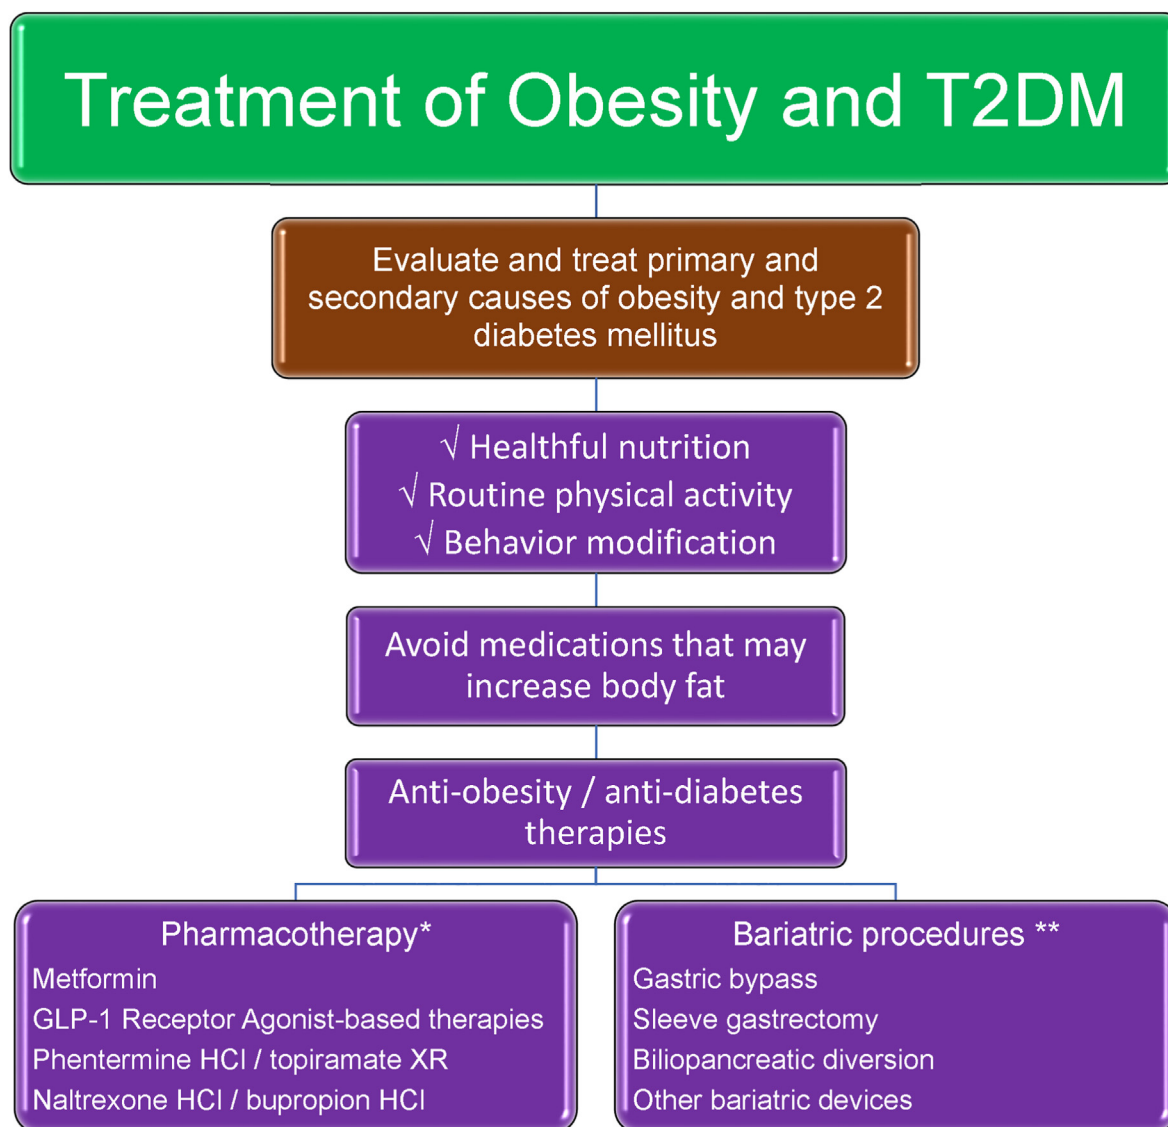 Treatment of Obesity and T2DM
Evaluate and treat primary and
secondary causes of obesity and type 2
diabetes mellitus
√ Healthful nutrition
√ Routine physical activity
√ Behavior modification
Avoid medications that may
increase body fat
Anti-obesity / anti-diabetes
therapies
Pharmacotherapy*
Metformin
GLP-1 Receptor Agonist-based therapies
Phentermine HCl / topiramate XR
Naltrexone HCl / bupropion HCl
Bariatric procedures **
Gastric bypass
Sleeve gastrectomy
Biliopancreatic diversion
Other bariatric devices